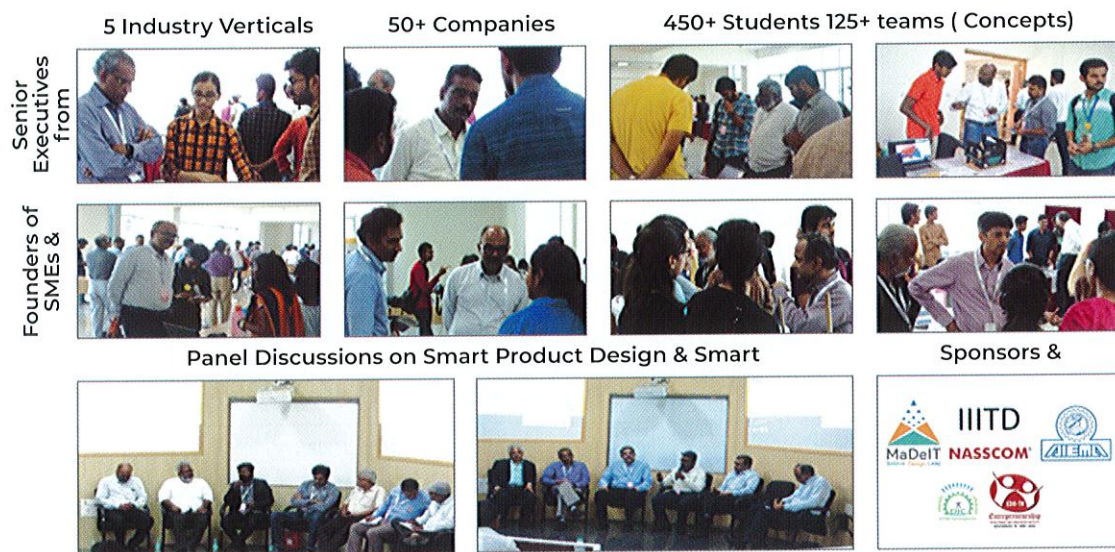 5 Industry Verticals
50+ Companies
450+ Students 125+ teams ( Concepts)
Senior
Executives
from
Founders of
SMEs &
Panel Discussions on Smart Product Design & Smart
Sponsors &
MaDeIT
IIITD
NASSCOM®
AIEMA